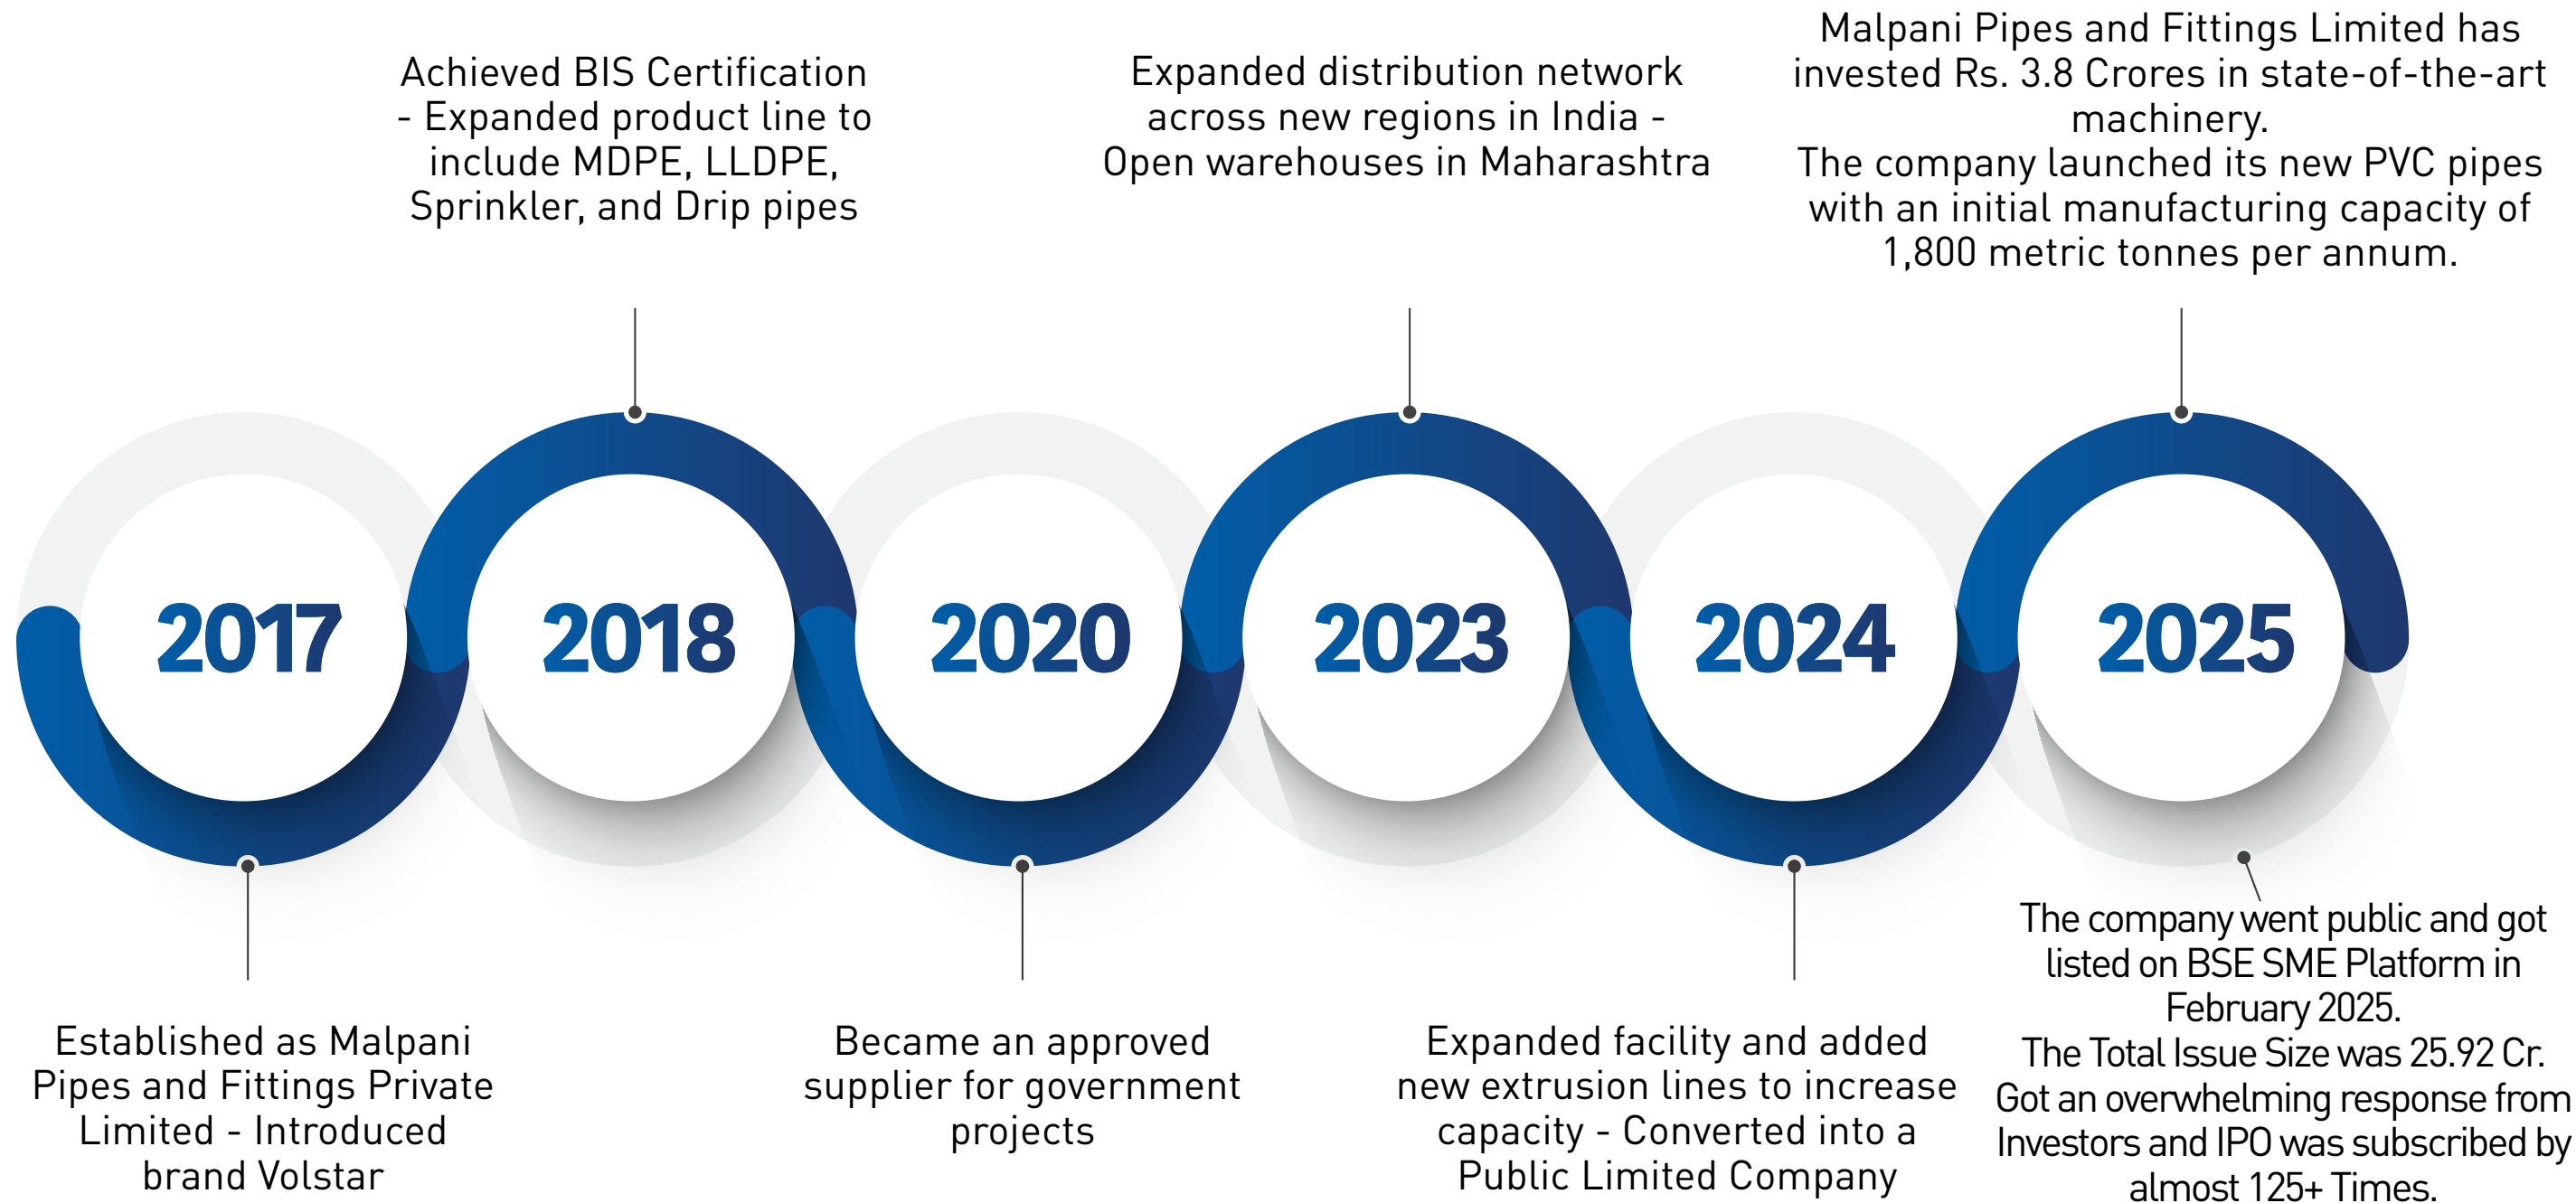 Achieved BIS Certification
- Expanded product line to
include MDPE, LLDPE,
Sprinkler, and Drip pipes
Expanded distribution network
across new regions in India -
Open warehouses in Maharashtra
Malpani Pipes and Fittings Limited has
invested Rs. 3.8 Crores in state-of-the-art
machinery.
The company launched its new PVC pipes
with an initial manufacturing capacity of
1,800 metric tonnes per annum.
2017
2018
2020
2023
2024
2025
Established as Malpani
Pipes and Fittings Private
Limited - Introduced
brand Volstar
Became an approved
supplier for government
projects
Expanded facility and added
new extrusion lines to increase
capacity - Converted into a
Public Limited Company
The company went public and got
listed on BSE SME Platform in
February 2025.
The Total Issue Size was 25.92 Cr.
Got an overwhelming response from
Investors and IPO was subscribed by
almost 125+ Times.